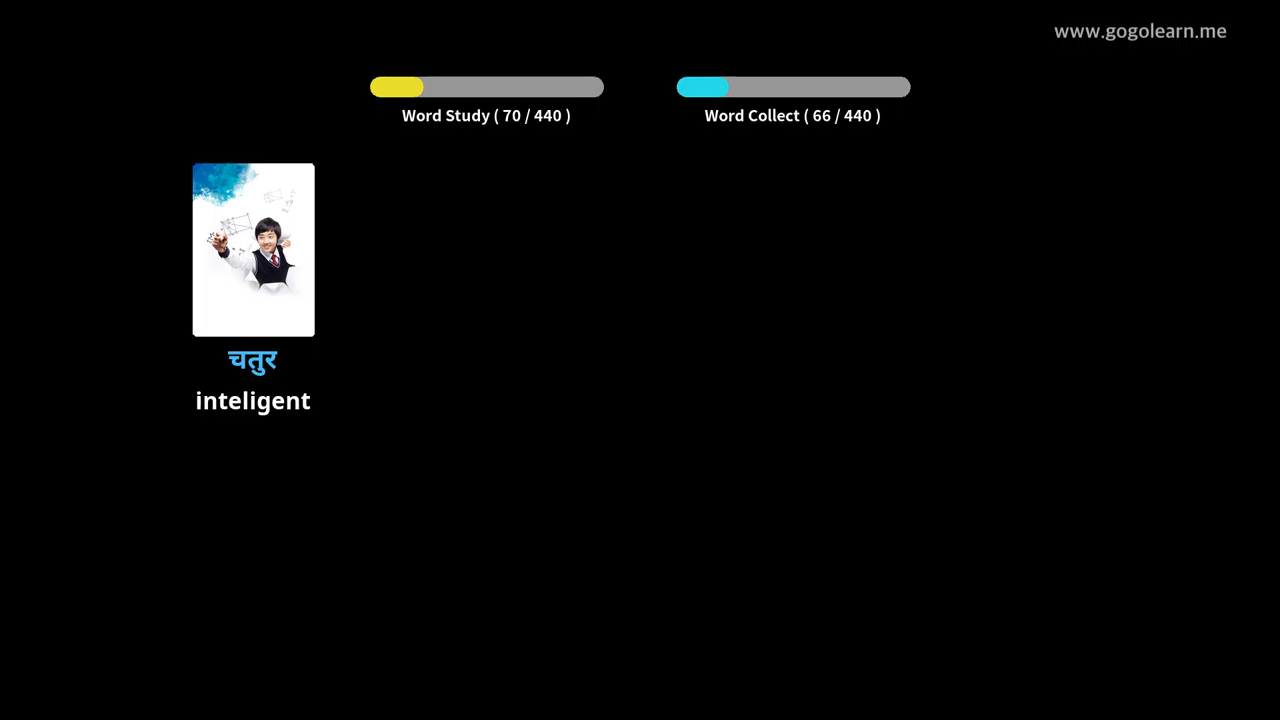 www.gogolearn.me
Word Study ( 70 / 440 )
Word Collect ( 66 / 440 )
चतुर
inteligent